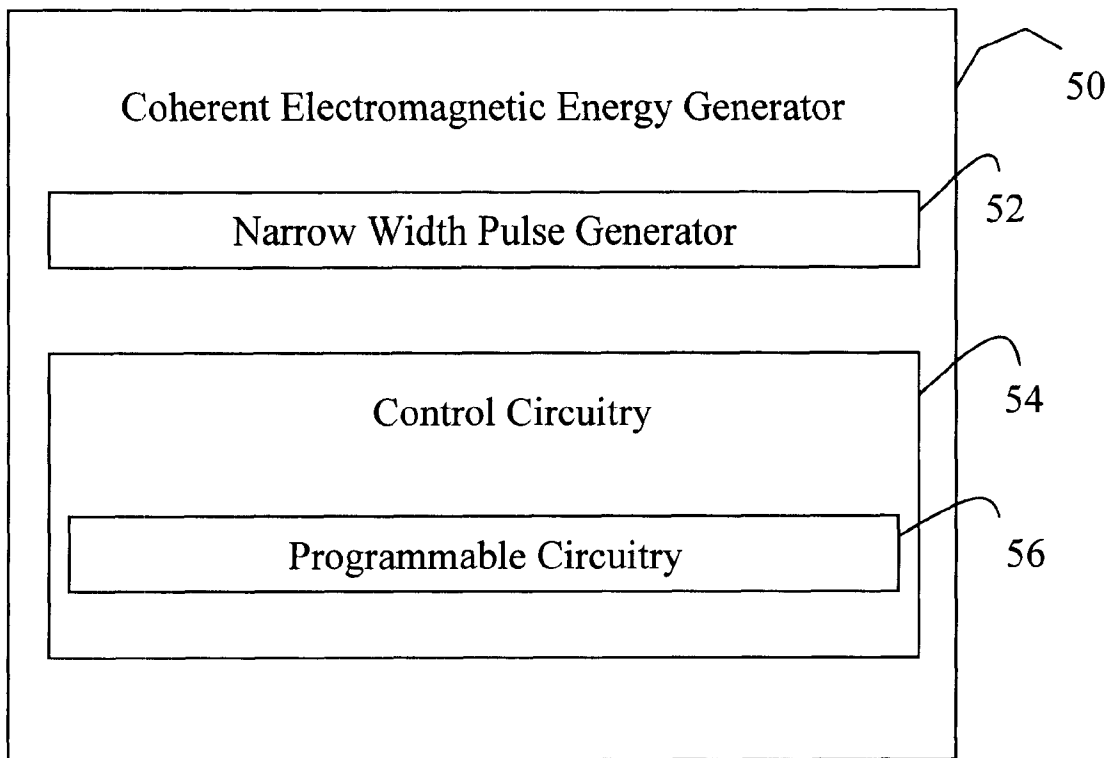 50
Coherent Electromagnetic Energy Generator
52
Narrow Width Pulse Generator
54
Control Circuitry
56
Programmable Circuitry